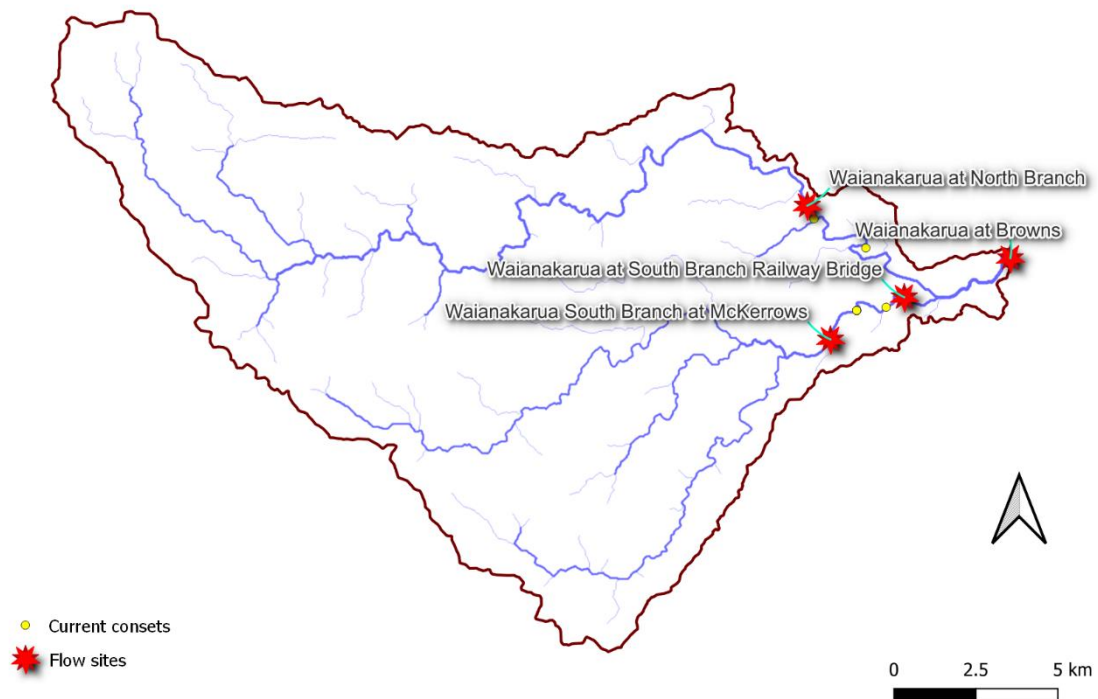 Waianakarua at North Branch
Waianakarua at Browns
Waianakarua at South Branch Railway Bridge
Waianakarua South Branch at McKerrows
Current consets
Flow sites
0 2.5 5 km